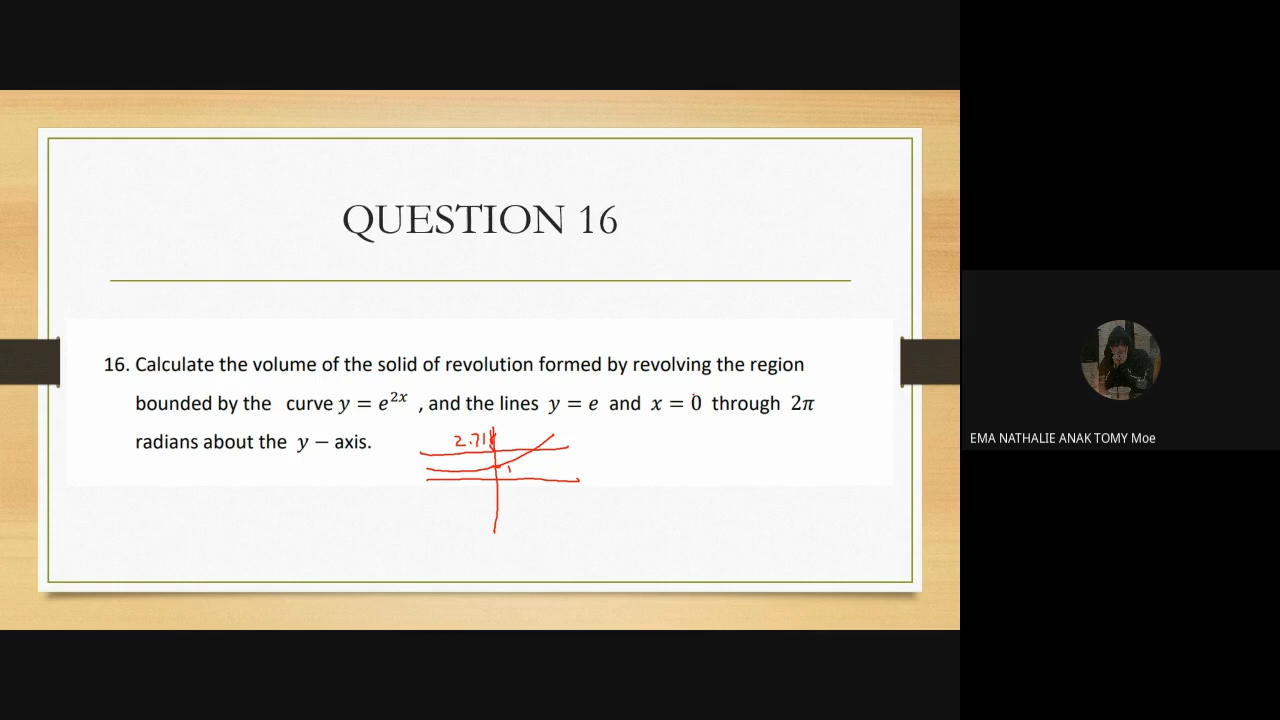 QUESTION 16
16. Calculate the volume of the solid of revolution formed by revolving the region
bounded by the curve y = e^{2x} , and the lines y = e and x = 0 through 2π
radians about the y − axis.
2.718
1
EMA NATHALIE ANAK TOMY Moe